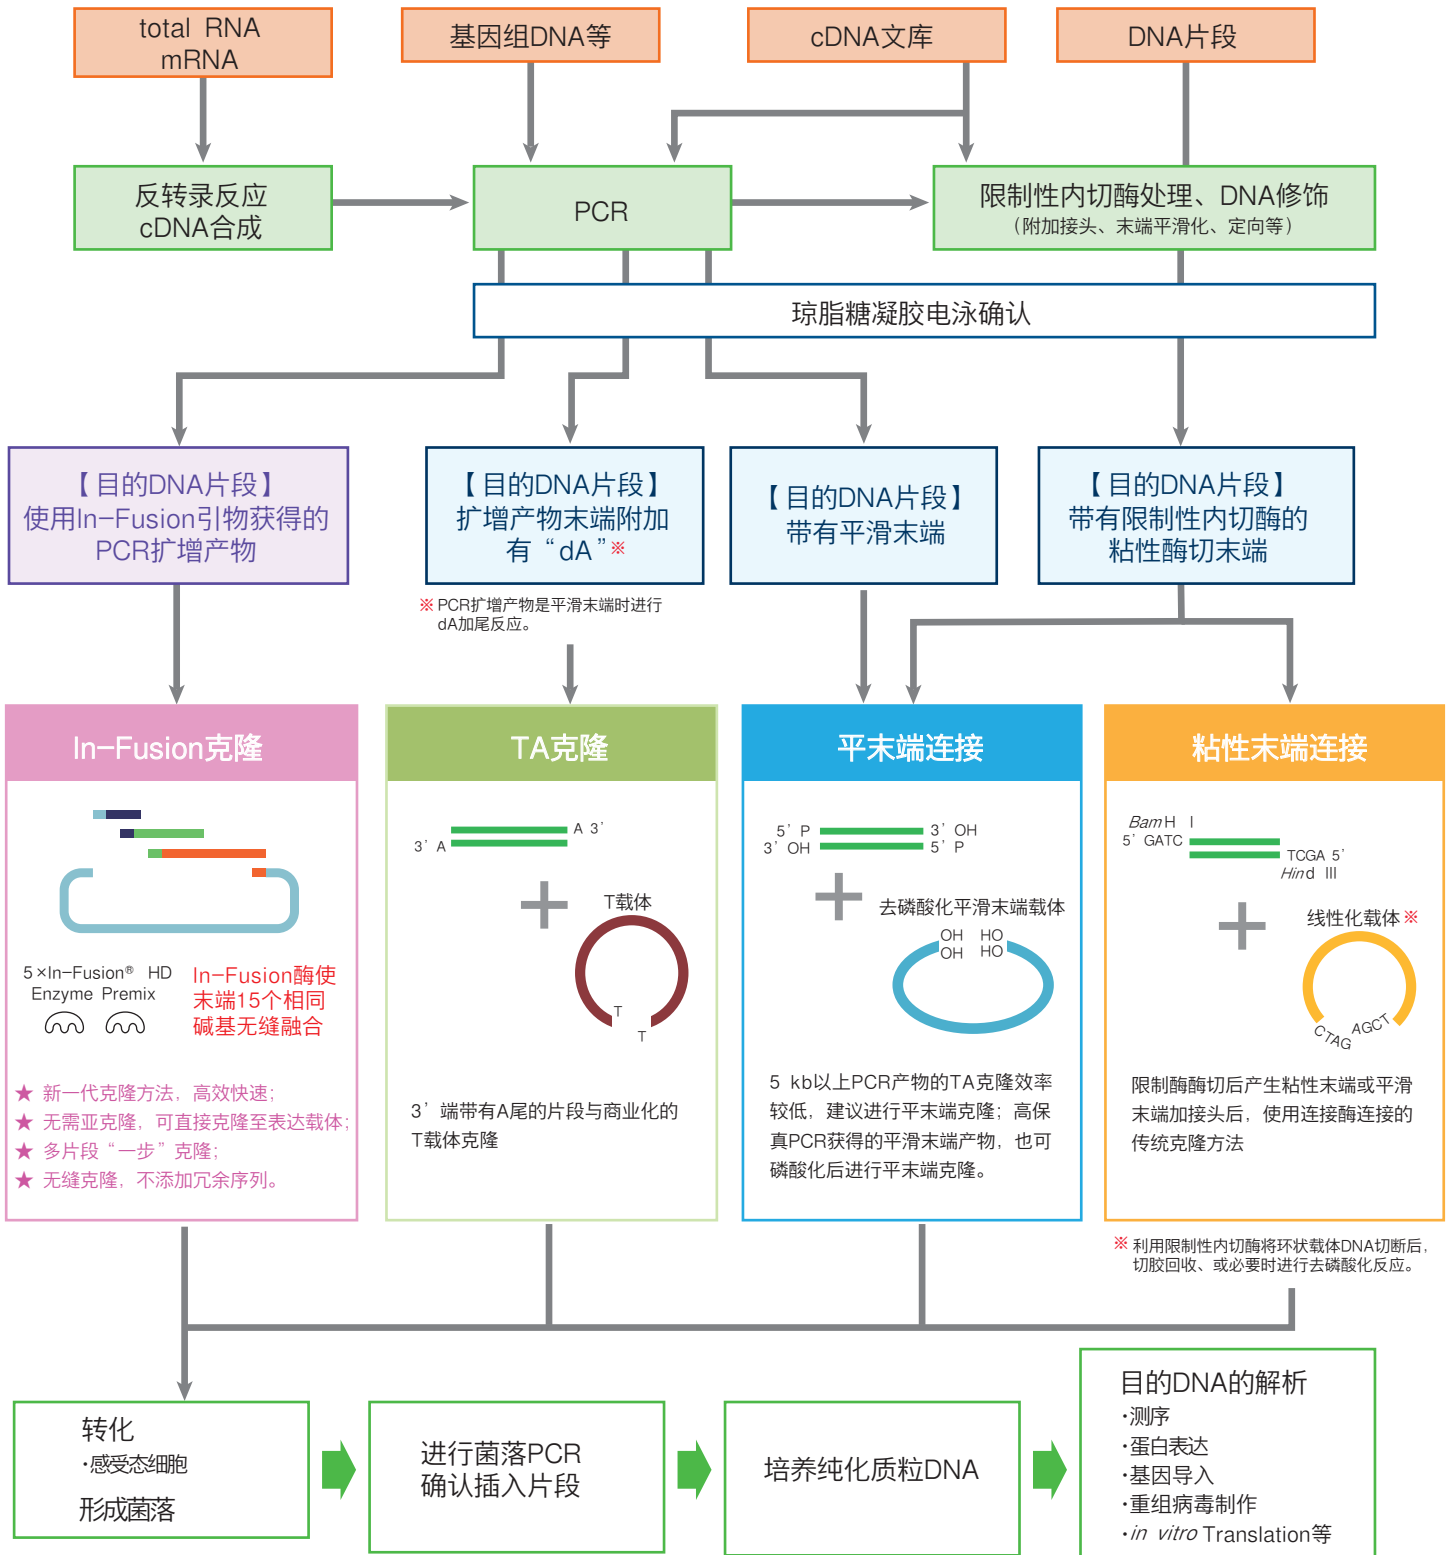 total RNA
mRNA
基因组DNA等
cDNA文库
DNA片段
反转录反应
cDNA合成
PCR
限制性内切酶处理、DNA修饰
（附加接头、末端平滑化、定向等）
琼脂糖凝胶电泳确认
【目的DNA片段】
使用In-Fusion引物获得的
PCR扩增产物
【目的DNA片段】
扩增产物末端附加
有“dA”※
【目的DNA片段】
带有平滑末端
【目的DNA片段】
带有限制性内切酶的
粘性酶切末端
※ PCR扩增产物是平滑末端时进行
dA加尾反应。
In-Fusion克隆
5×In-Fusion® HD
Enzyme Premix
In-Fusion酶使
末端15个相同
碱基无缝融合
★ 新一代克隆方法，高效快速；
★ 无需亚克隆，可直接克隆至表达载体；
★ 多片段“一步”克隆；
★ 无缝克隆，不添加冗余序列。
TA克隆
A 3’
3’ A
T载体
T
T
3’端带有A尾的片段与商业化的
T载体克隆
平末端连接
5’ P
3’ OH
3’ OH
5’ P
去磷酸化平滑末端载体
OH HO
OH HO
5 kb以上PCR产物的TA克隆效率
较低，建议进行平末端克隆；高保
真PCR获得的平滑末端产物，也可
磷酸化后进行平末端克隆。
粘性末端连接
BamH I
5’ GATC
TCGA 5’
Hind III
线性化载体※
CTAG AGCT
限制酶酶切后产生粘性末端或平滑
末端加接头后，使用连接酶连接的
传统克隆方法
※ 利用限制性内切酶将环状载体DNA切断后，
切胶回收、或必要时进行去磷酸化反应。
转化
·感受态细胞
形成菌落
进行菌落PCR
确认插入片段
培养纯化质粒DNA
目的DNA的解析
·测序
·蛋白表达
·基因导入
·重组病毒制作
·in vitro Translation等